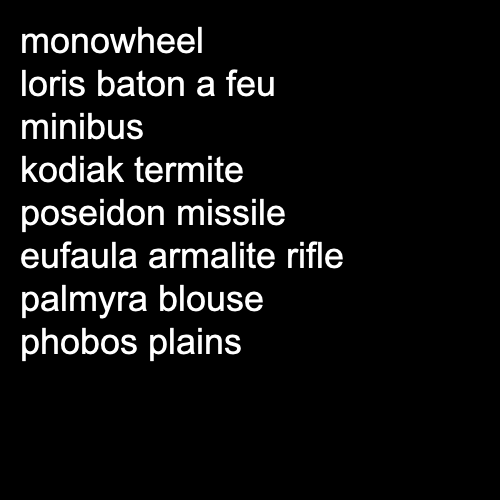 monowheel
loris baton a feu
minibus
kodiak termite
poseidon missile
eufaula armalite rifle
palmyra blouse
phobos plains